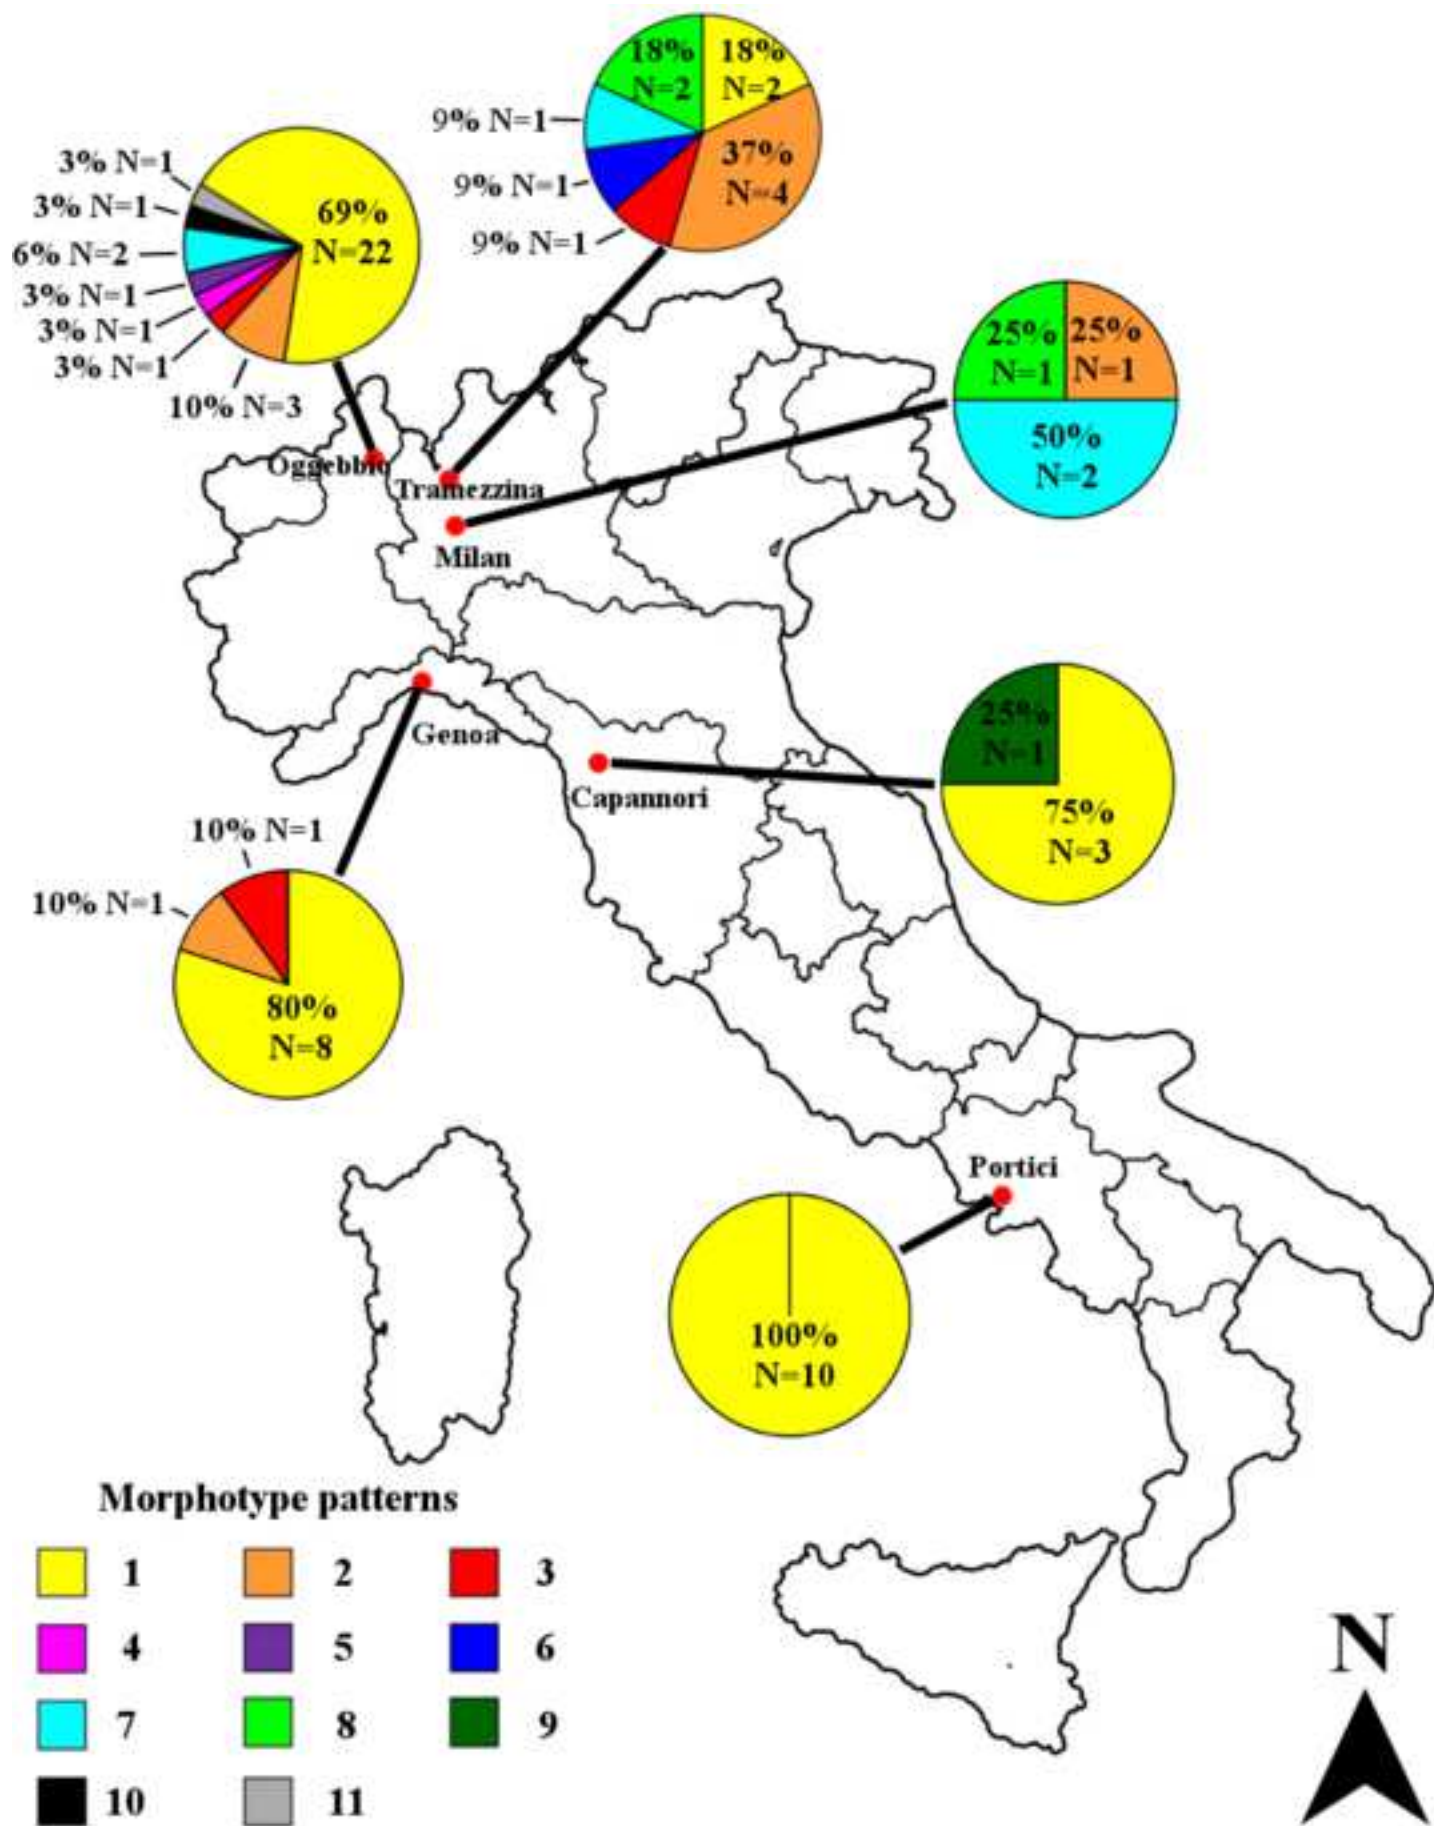 18%
N=2
18%
N=2
9% N=1
37%
N=4
9% N=1
9% N=1
3% N=1
3% N=1
69%
N=22
6% N=2
3% N=1
3% N=1
3% N=1
10% N=3
25%
N=1
25%
N=1
50%
N=2
Oggebbio
Tramezzina
Milan
Genoa
Capannori
25%
N=1
75%
N=3
10% N=1
10% N=1
80%
N=8
Portici
100%
N=10
Morphotype patterns
1 2 3
4 5 6
7 8 9
10 11
N